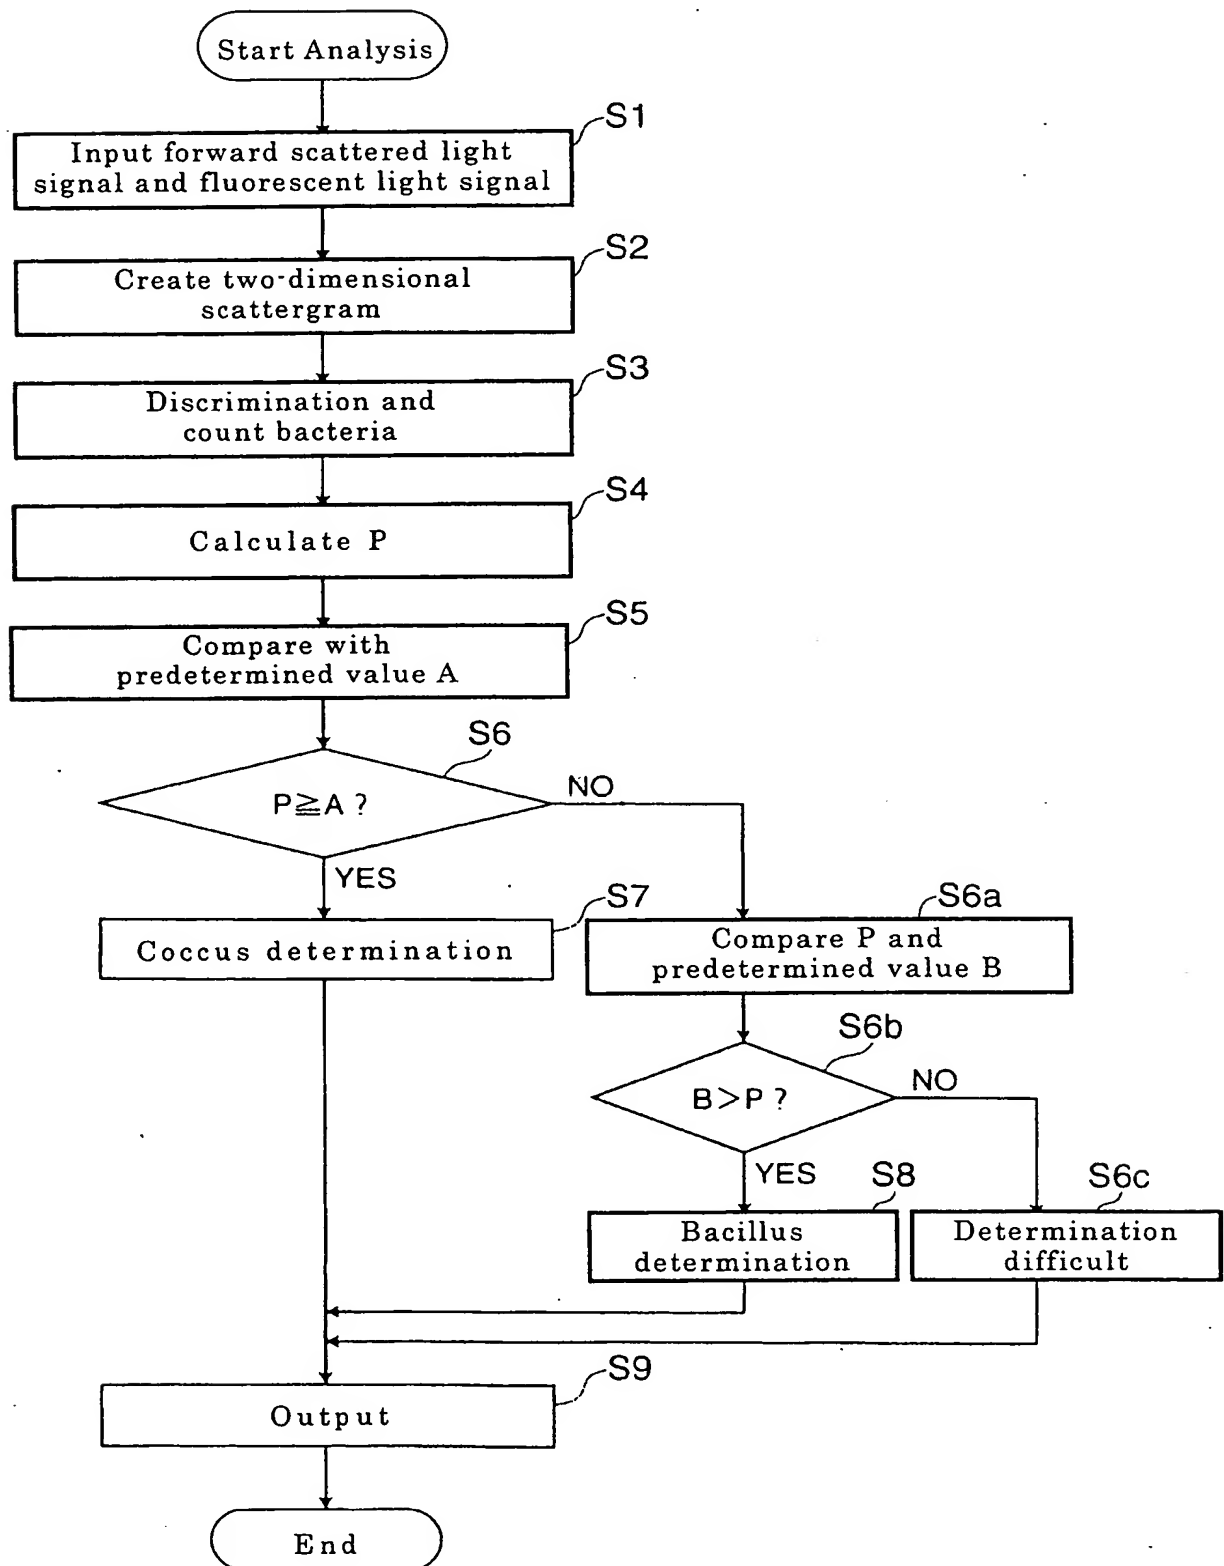 Start Analysis
S1
Input forward scattered light
signal and fluorescent light signal
S2
Create two-dimensional
scattergram
S3
Discrimination and
count bacteria
S4
Calculate P
S5
Compare with
predetermined value A
S6
P≧A ?
NO
YES
S7
Coccus determination
S6a
Compare P and
predetermined value B
S6b
B>P ?
NO
YES
S8
Bacillus
determination
S6c
Determination
difficult
S9
Output
End